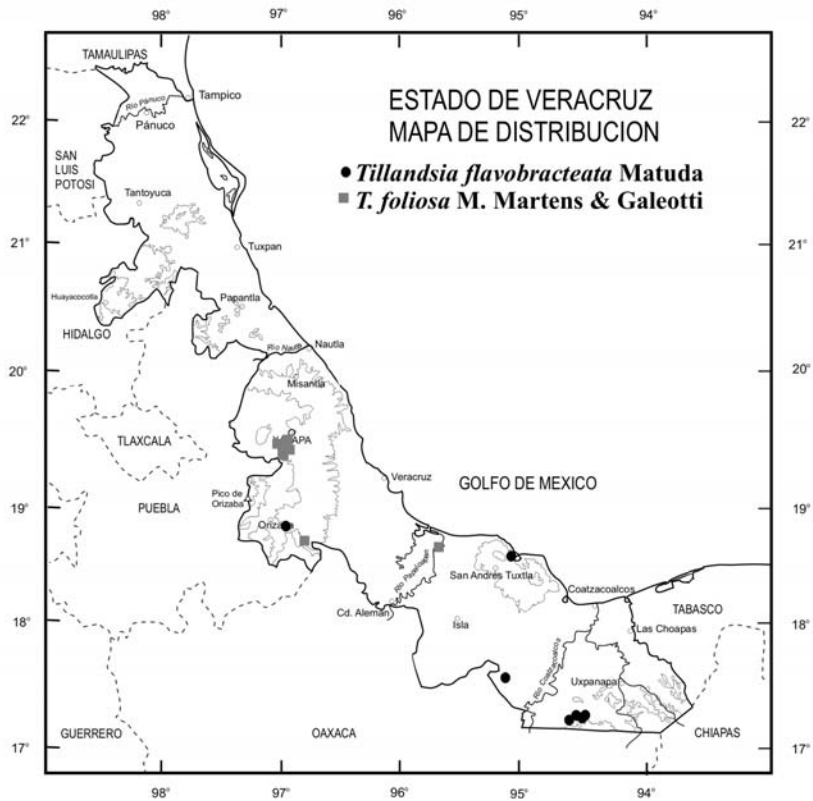 98° 97° 96° 95° 94°
TAMAULIPAS
Río Pánuco
Tampico
Pánuco
22° 22°
ESTADO DE VERACRUZ
MAPA DE DISTRIBUCION
SAN
LUIS
POTOSI
Tillandsia flavobracteata Matuda
T. foliosa M. Martens & Galeotti
Tantoyuca
21° 21°
Tuxpan
Huayacocotla
Papantla
HIDALGO
Río Nautla
Nautla
20° 20°
Misantla
TLAXCALA
APA
Veracruz
GOLFO DE MEXICO
Pico de
Orizaba
PUEBLA
19° 19°
Orizaba
Río Papaloapan
San Andrés Tuxtla
Coatzacoalcos
TABASCO
Cd. Alemán
Isla
Las Choapas
18° 18°
Río Coatzacoalcos
Uxpanapa
GUERRERO
OAXACA
CHIAPAS
17° 17°
98° 97° 96° 95° 94°